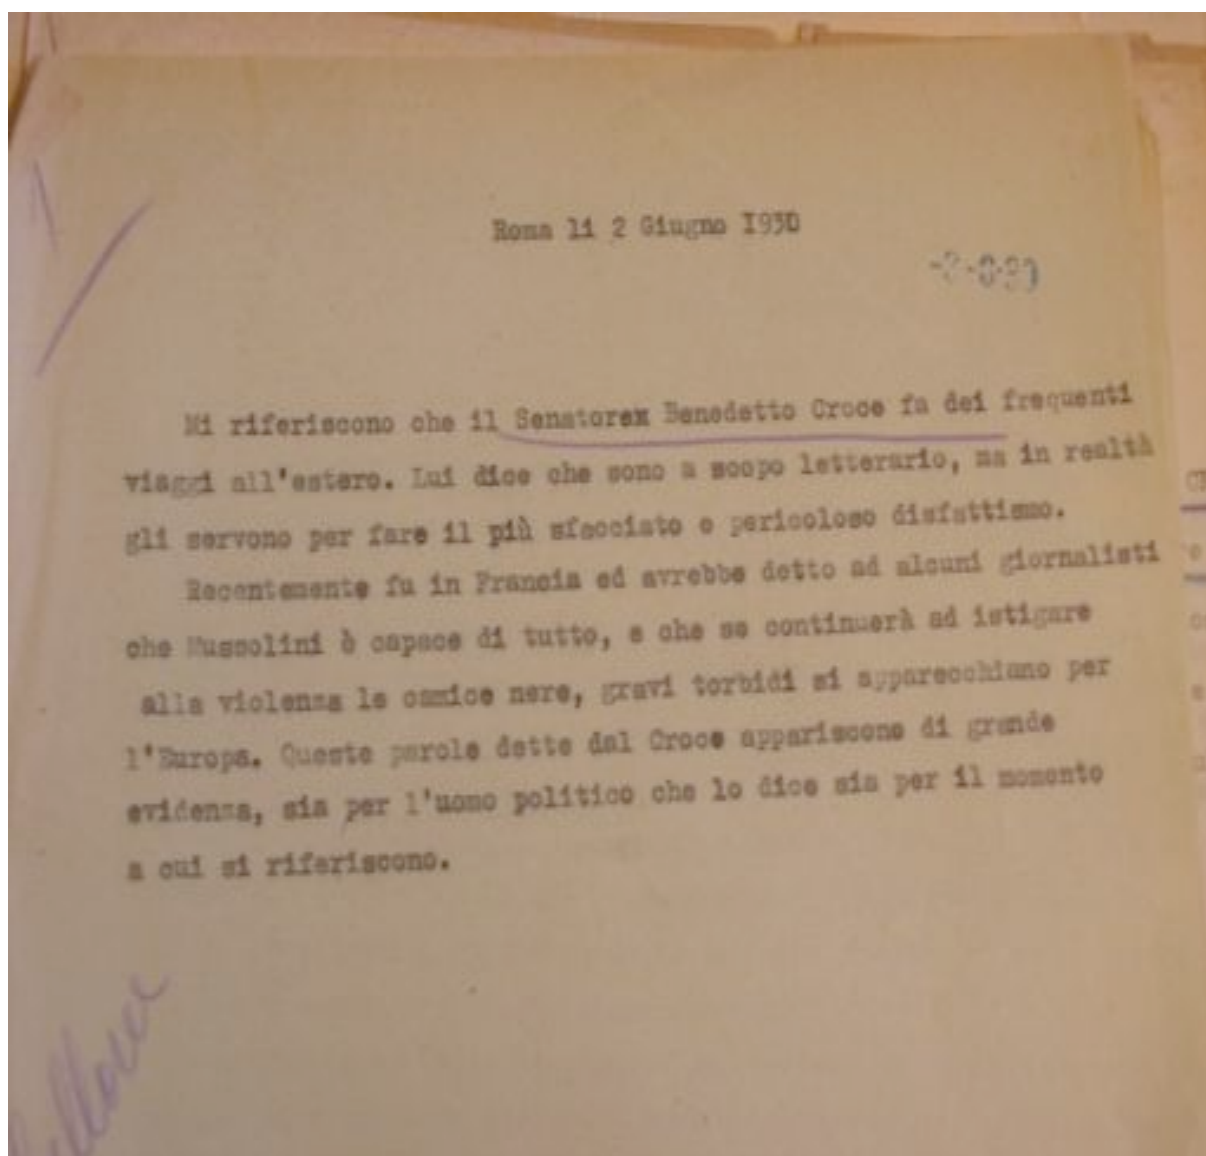 Roma li 2 Giugno I930
Mi riferiscono che il Senatorex Benedetto Croce fa dei frequenti
viaggi all'estero. Lui dice che sono a scopo letterario, ma in realtà
gli servono per fare il più sfacciato e pericoloso disfattismo.
Recentemente fu in Francia ed avrebbe detto ad alcuni giornalisti
che Mussolini è capace di tutto, e che se continuerà ad istigare
alla violenza le camice nere, gravi torbidi si apparecchiano per
l'Europa. Queste parole dette dal Croce appariscono di grande
evidenza, sia per l'uomo politico che lo dice sia per il momento
a cui si riferiscono.